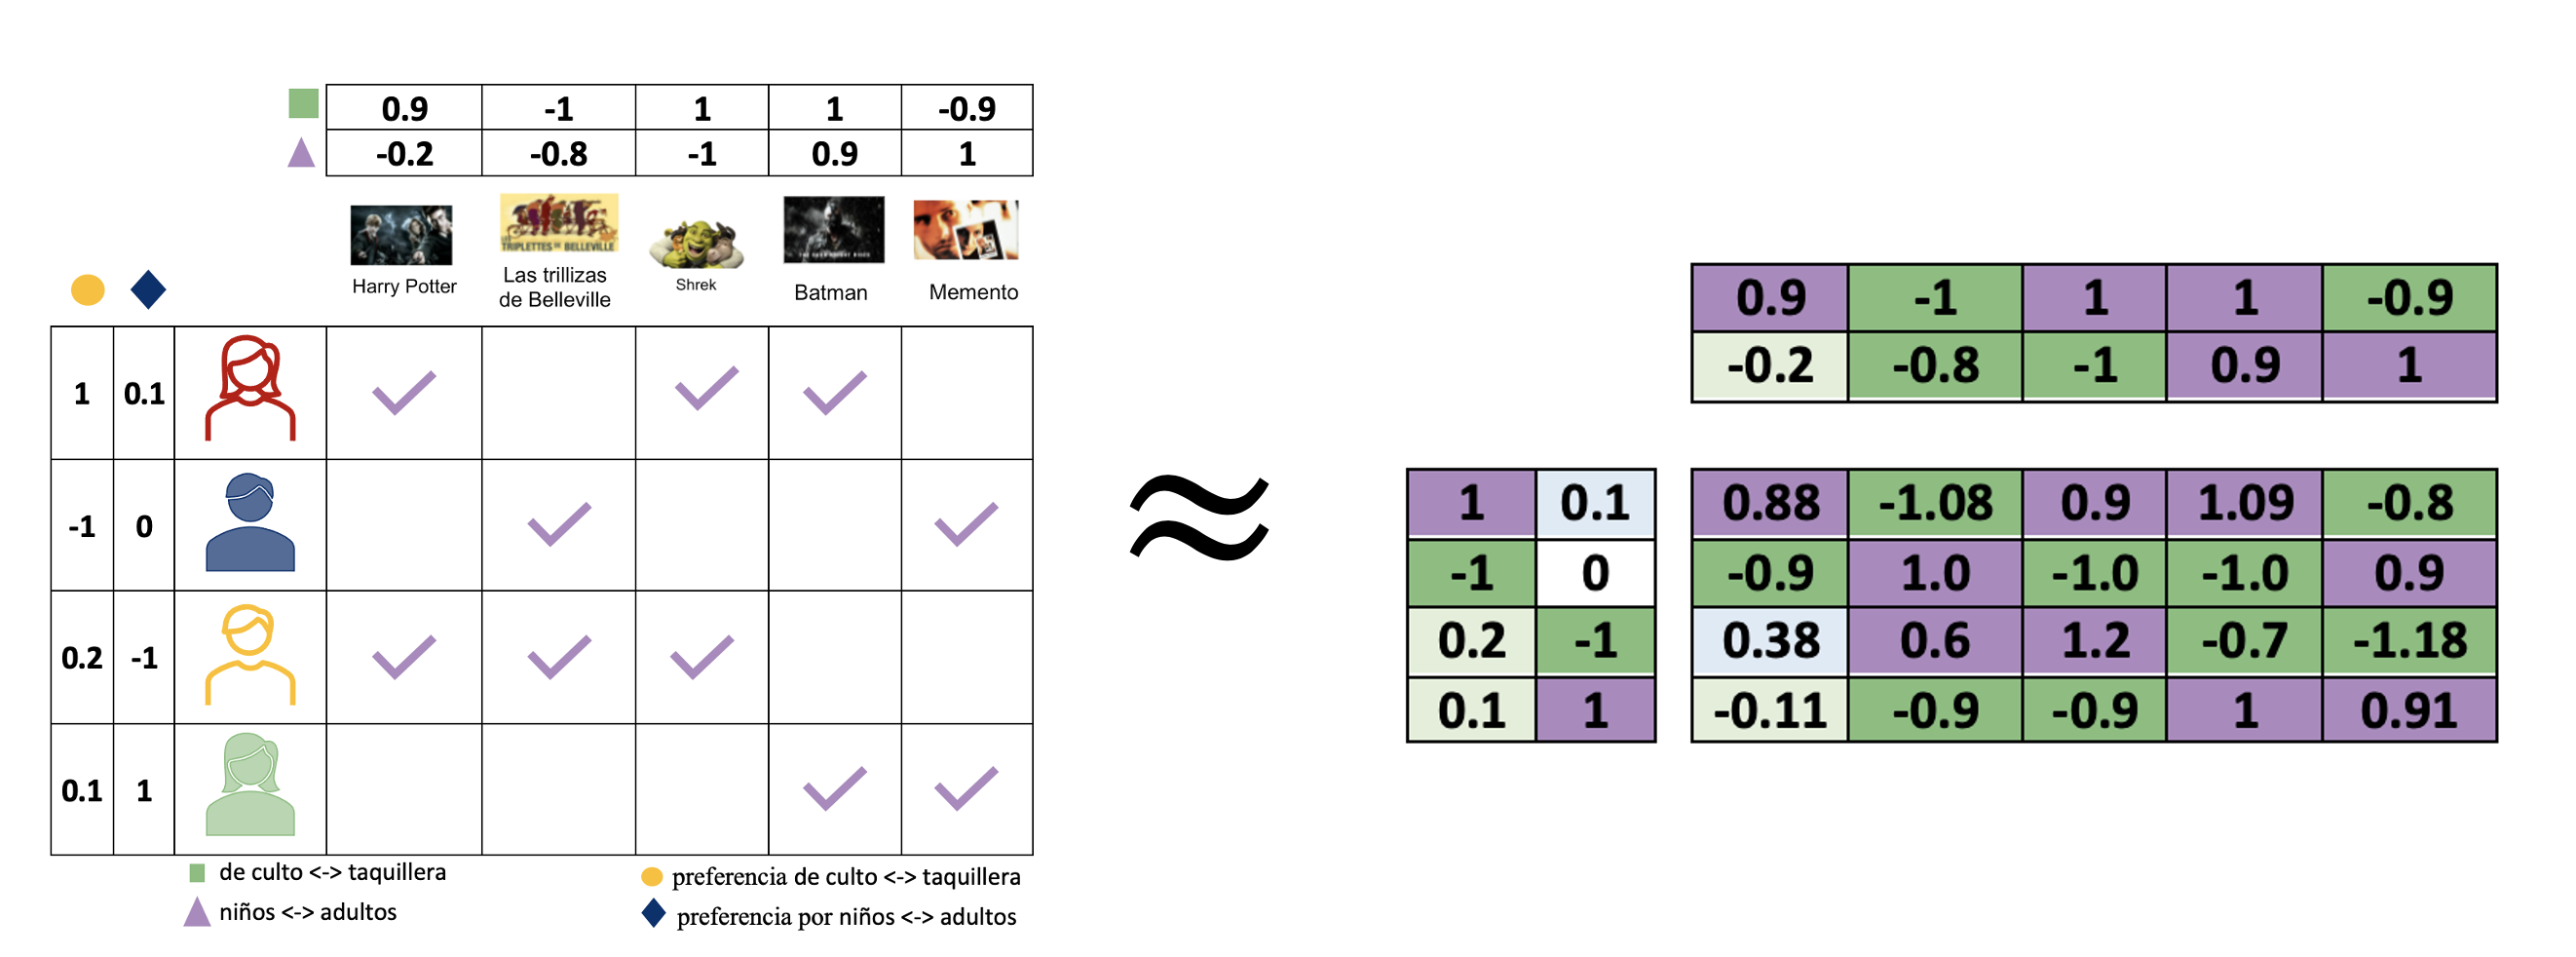 0.9 -1 1 1 -0.9
-0.2 -0.8 -1 0.9 1
TRIPLETTES DE BELLEVILLE
Harry Potter
Las trillizas
de Belleville
Shrek
Batman
Memento
1 0.1
-1 0
0.2 -1
0.1 1
de culto <-> taquillera
niños <-> adultos
preferencia de culto <-> taquillera
preferencia por niños <-> adultos
≈
0.9 -1 1 1 -0.9
-0.2 -0.8 -1 0.9 1
1 0.1
-1 0
0.2 -1
0.1 1
0.88 -1.08 0.9 1.09 -0.8
-0.9 1.0 -1.0 -1.0 0.9
0.38 0.6 1.2 -0.7 -1.18
-0.11 -0.9 -0.9 1 0.91